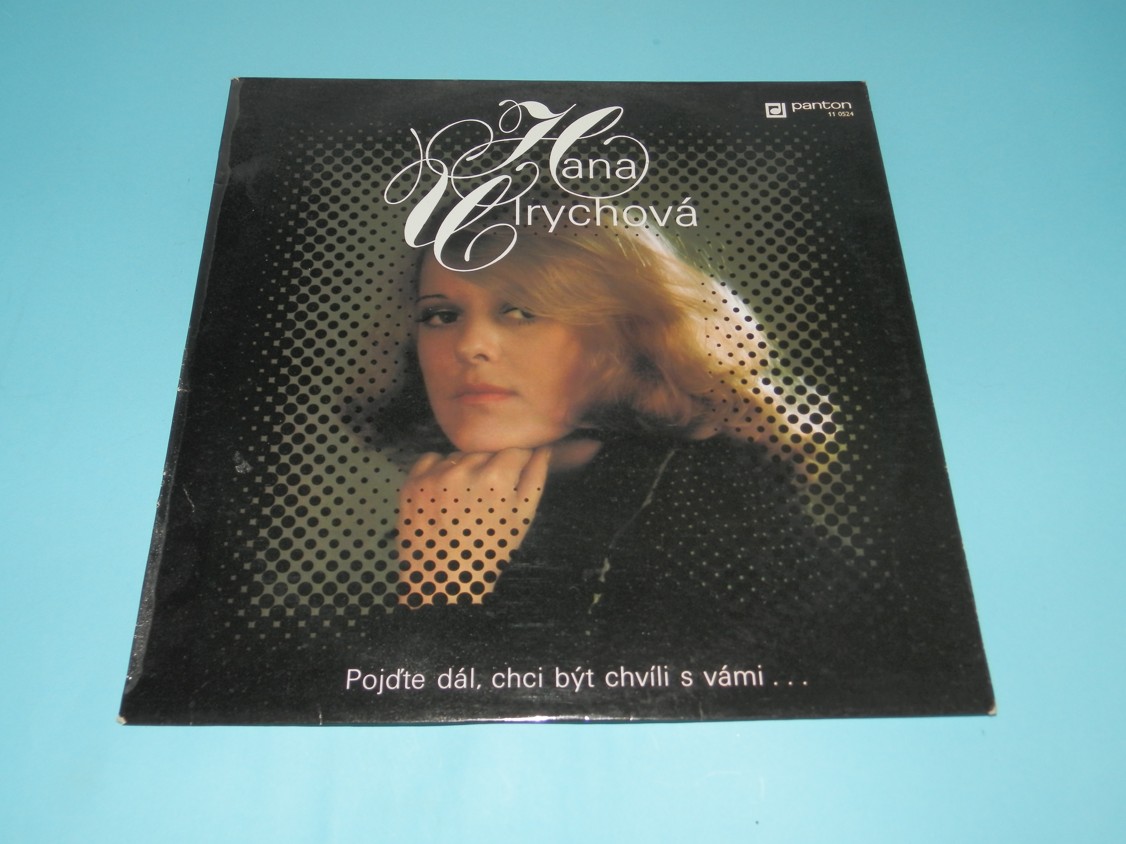 panton
11 0524
Hana
Ulrychová
Pojďte dál, chci být chvíli s vámi...